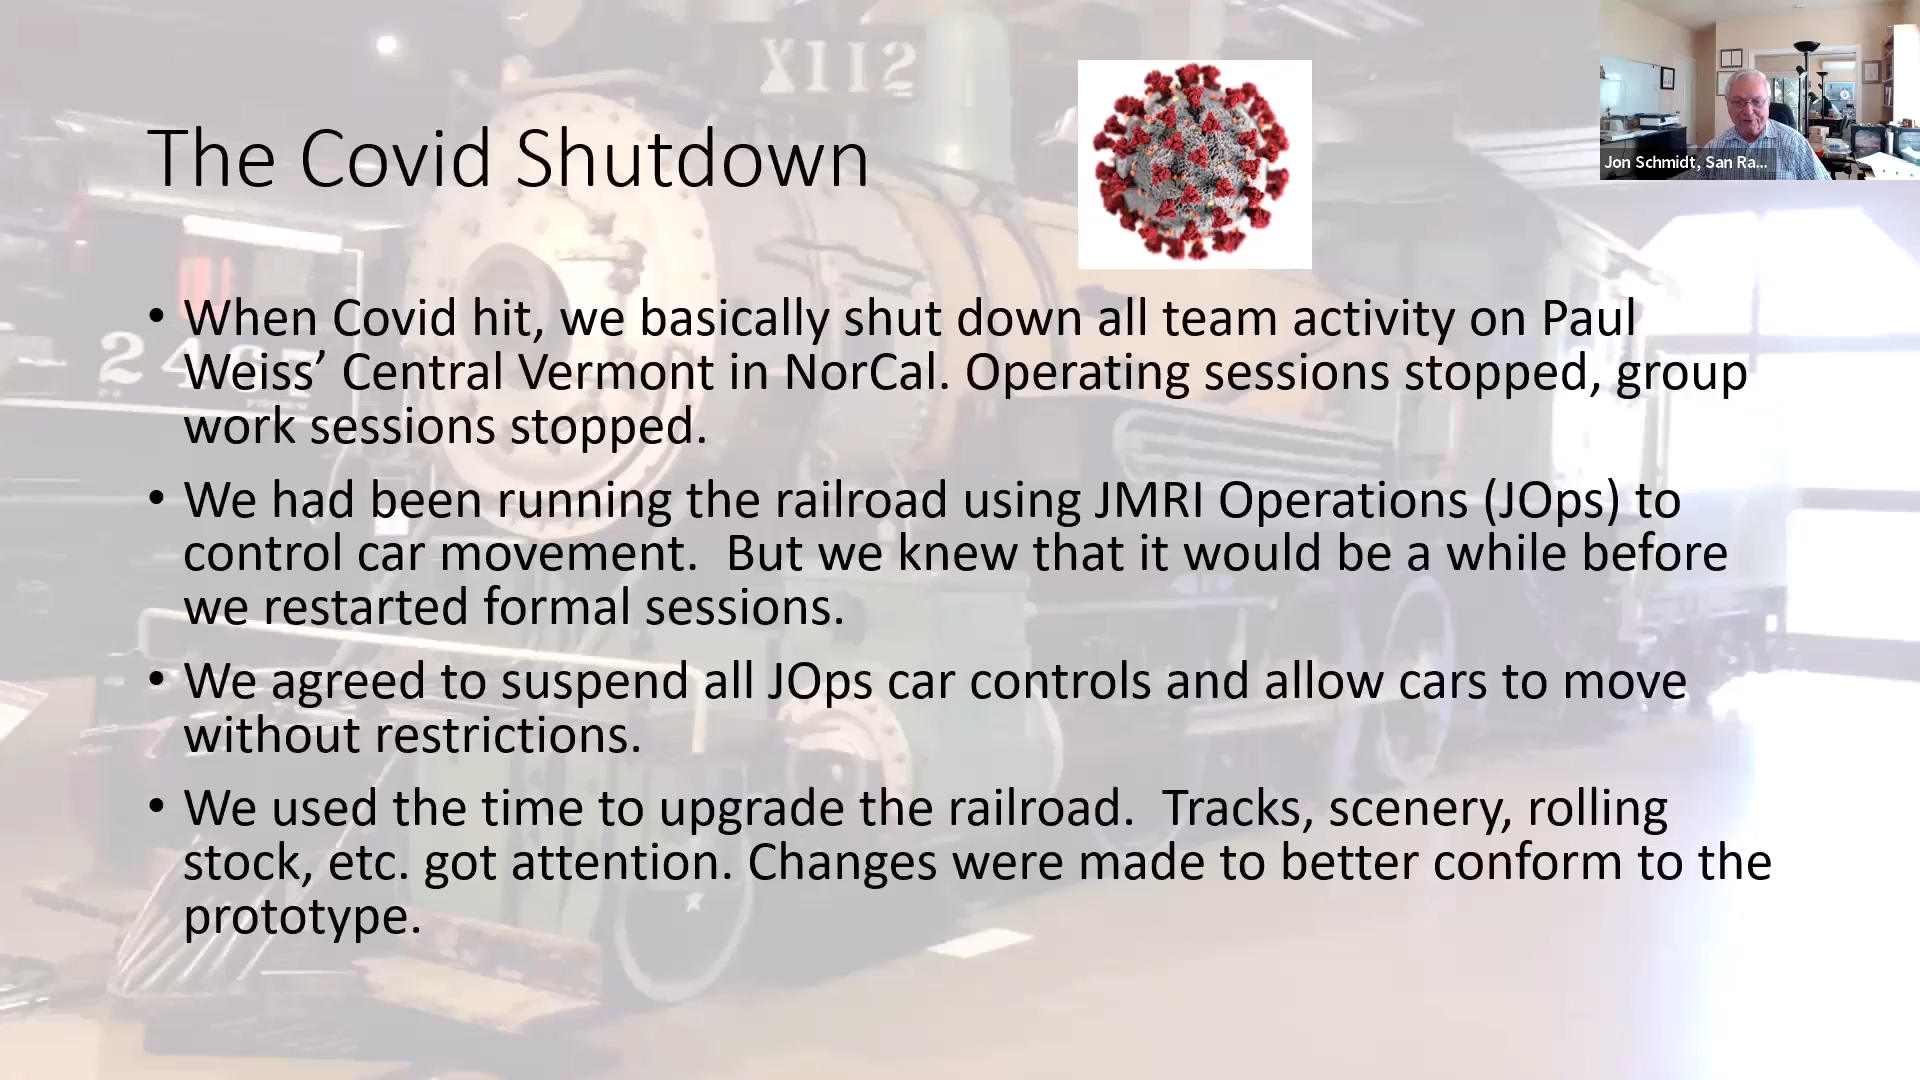 X112
The Covid Shutdown
Jon Schmidt, San Ra...
• When Covid hit, we basically shut down all team activity on Paul
Weiss’ Central Vermont in NorCal. Operating sessions stopped, group
work sessions stopped.
• We had been running the railroad using JMRI Operations (JOps) to
control car movement.  But we knew that it would be a while before
we restarted formal sessions.
• We agreed to suspend all JOps car controls and allow cars to move
without restrictions.
• We used the time to upgrade the railroad.  Tracks, scenery, rolling
stock, etc. got attention. Changes were made to better conform to the
prototype.